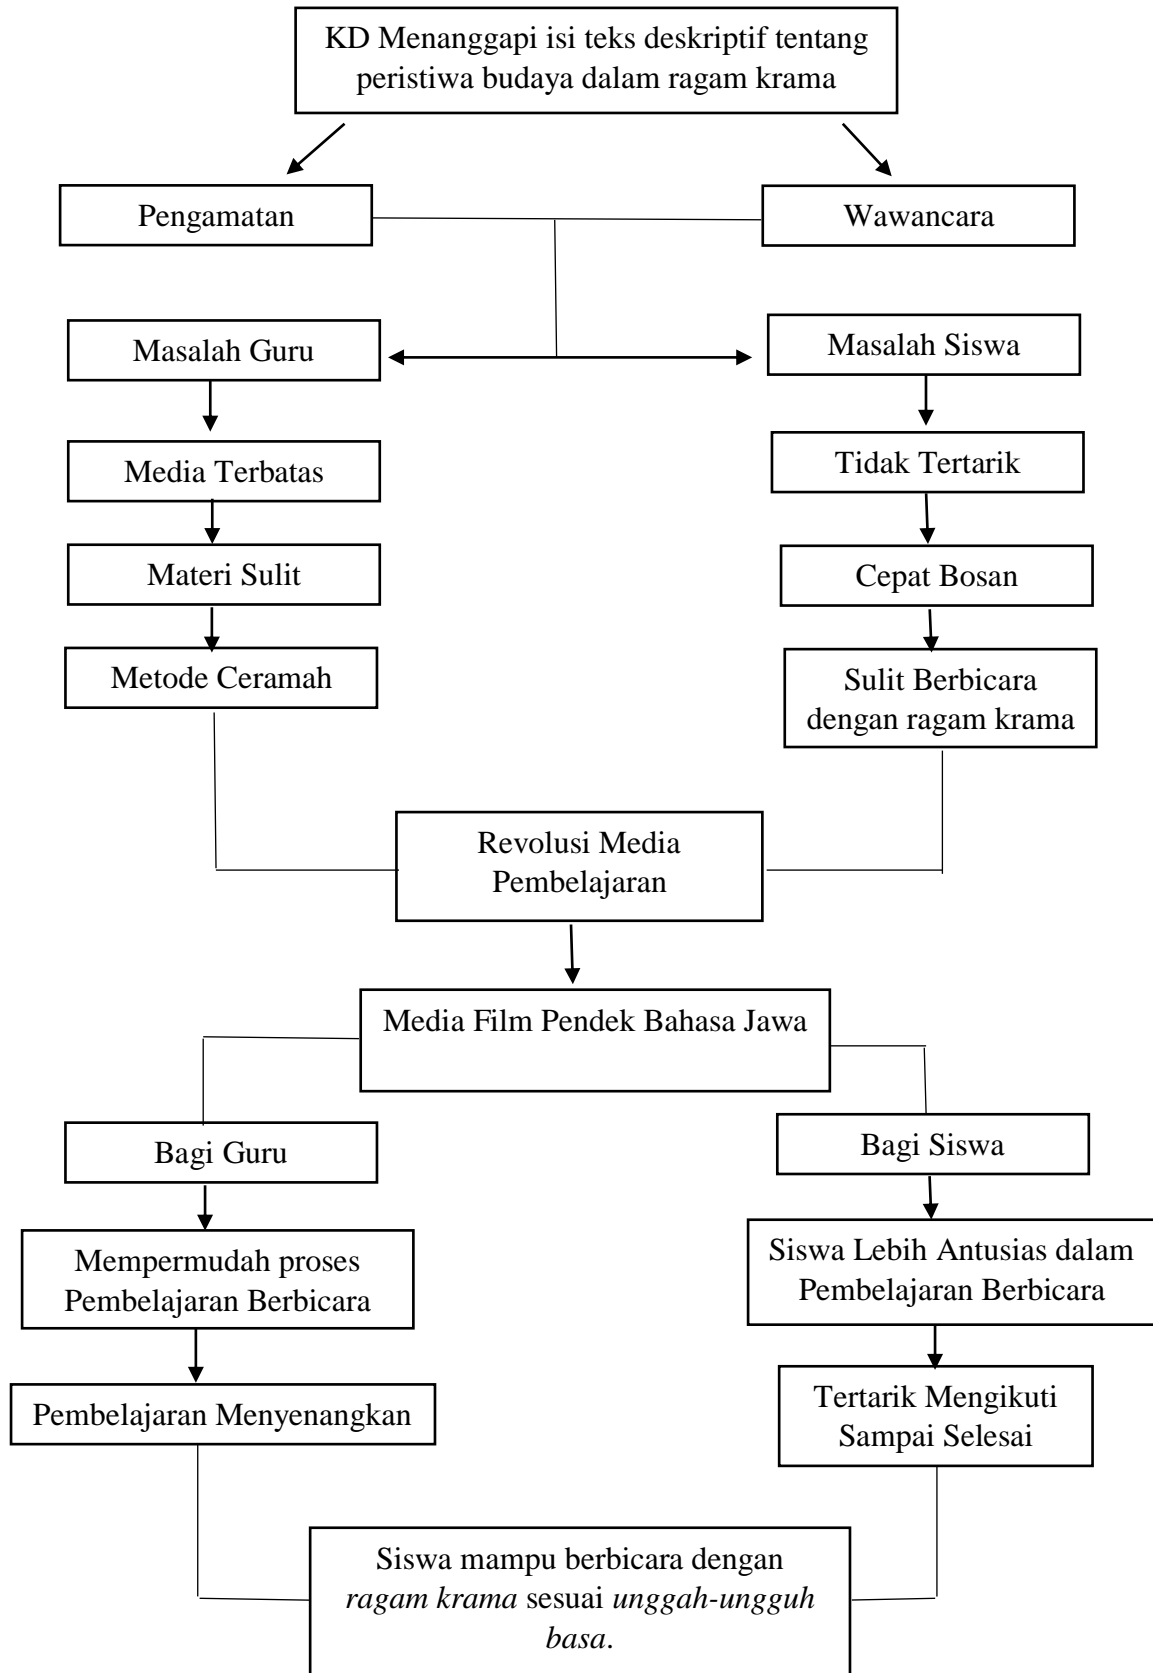 KD Menanggapi isi teks deskriptif tentang
peristiwa budaya dalam ragam krama
Pengamatan
Wawancara
Masalah Guru
Masalah Siswa
Media Terbatas
Tidak Tertarik
Materi Sulit
Cepat Bosan
Metode Ceramah
Sulit Berbicara
dengan ragam krama
Revolusi Media
Pembelajaran
Media Film Pendek Bahasa Jawa
Bagi Guru
Bagi Siswa
Mempermudah proses
Pembelajaran Berbicara
Siswa Lebih Antusias dalam
Pembelajaran Berbicara
Pembelajaran Menyenangkan
Tertarik Mengikuti
Sampai Selesai
Siswa mampu berbicara dengan
ragam krama sesuai unggah-ungguh
basa.